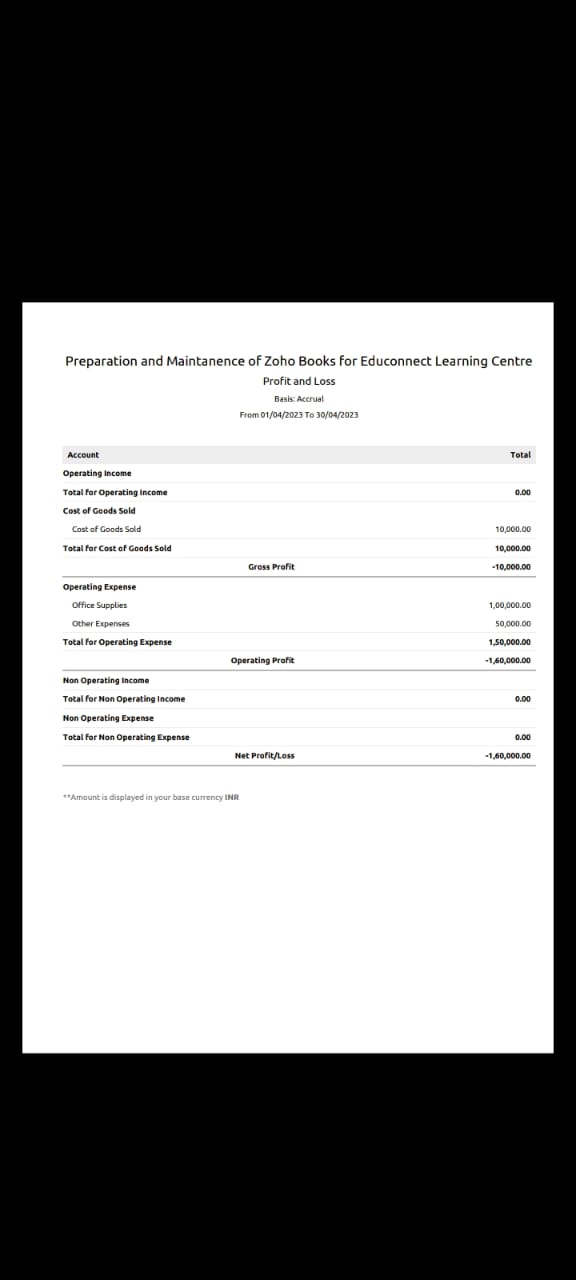 Preparation and Maintanence of Zoho Books for Educonnect Learning Centre
Profit and Loss
Basis: Accrual
From 01/04/2023 To 30/04/2023
Account Total
Operating Income
Total for Operating Income 0.00
Cost of Goods Sold
Cost of Goods Sold 10,000.00
Total for Cost of Goods Sold 10,000.00
Gross Profit -10,000.00
Operating Expense
Office Supplies 1,00,000.00
Other Expenses 50,000.00
Total for Operating Expense 1,50,000.00
Operating Profit -1,60,000.00
Non Operating Income
Total for Non Operating Income 0.00
Non Operating Expense
Total for Non Operating Expense 0.00
Net Profit/Loss -1,60,000.00
**Amount is displayed in your base currency INR